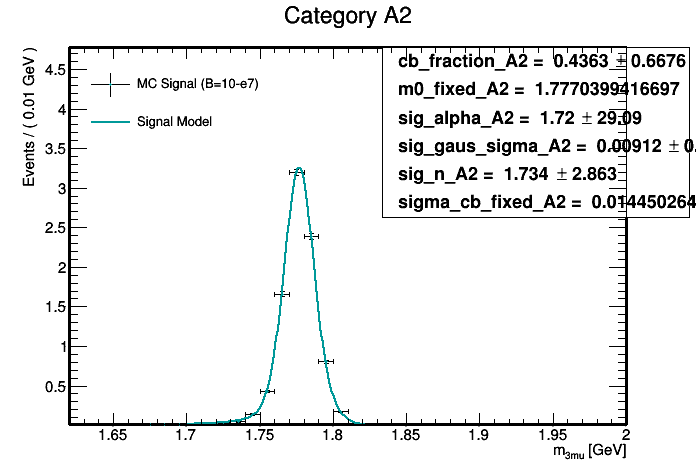 Category A2
Events / ( 0.01 GeV )
4.5
4
3.5
3
2.5
2
1.5
1
0.5
MC Signal (B=10-e7)
Signal Model
cb_fraction_A2 = 0.4363 ± 0.6676
m0_fixed_A2 = 1.7770399416697
sig_alpha_A2 = 1.72 ± 29.09
sig_gaus_sigma_A2 = 0.00912 ± 0.
sig_n_A2 = 1.734 ± 2.863
sigma_cb_fixed_A2 = 0.014450264
1.65 1.7 1.75 1.8 1.85 1.9 1.95 2
m3mu [GeV]